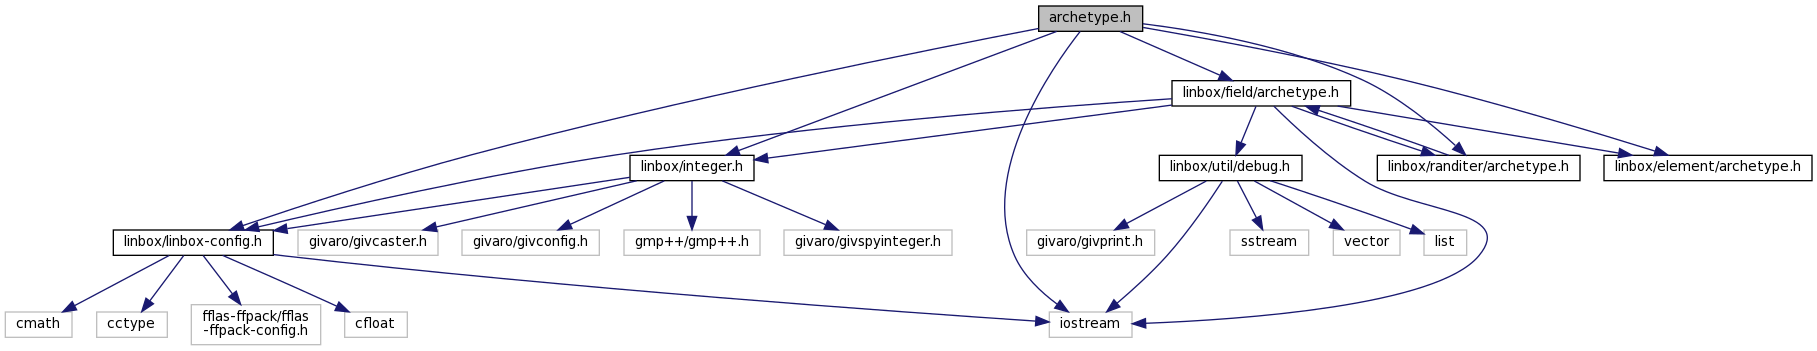 archetype.h
linbox/field/archetype.h
linbox/integer.h
linbox/util/debug.h
linbox/randiter/archetype.h
linbox/element/archetype.h
linbox/linbox-config.h
givaro/givcaster.h
givaro/givconfig.h
gmp++/gmp++.h
givaro/givspyinteger.h
givaro/givprint.h
sstream
vector
list
cmath
cctype
fflas-ffpack/fflas
-ffpack-config.h
cfloat
iostream